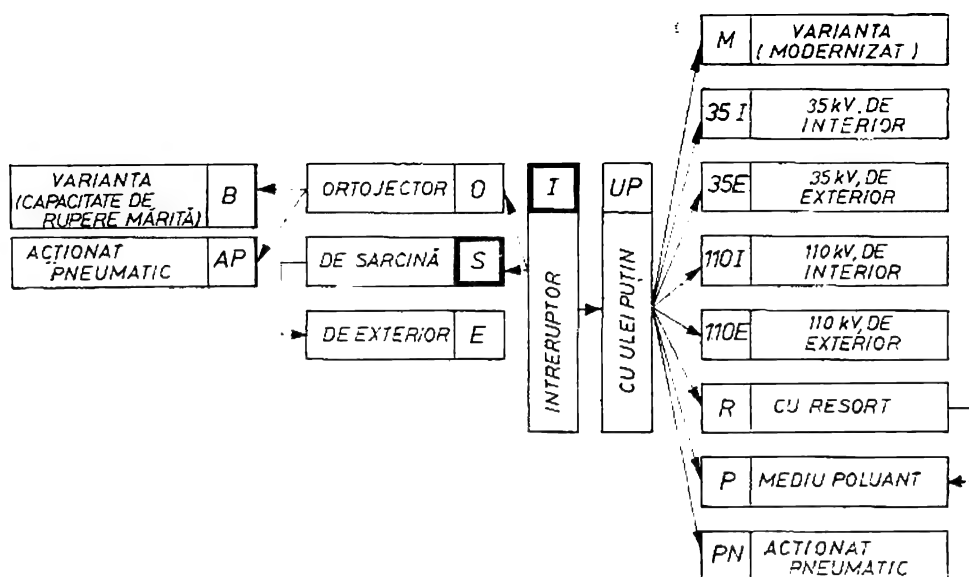 VARIANTA
(CAPACITATE DE
RUPERE MĂRITĂ)
B
ACȚIONAT
PNEUMATIC
AP
ORTOJECTOR
O
DE SARCINĂ
S
DE EXTERIOR
E
I
INTRERUPTOR
UP
CU ULEI PUȚIN
M
VARIANTA
(MODERNIZAT)
35 I
35 kV. DE
INTERIOR
35E
35 kV, DE
EXTERIOR
110I
110 kV, DE
INTERIOR
110E
110 kV, DE
EXTERIOR
R
CU RESORT
P
MEDIU POLUANT
PN
ACTIONAT
PNEUMATIC